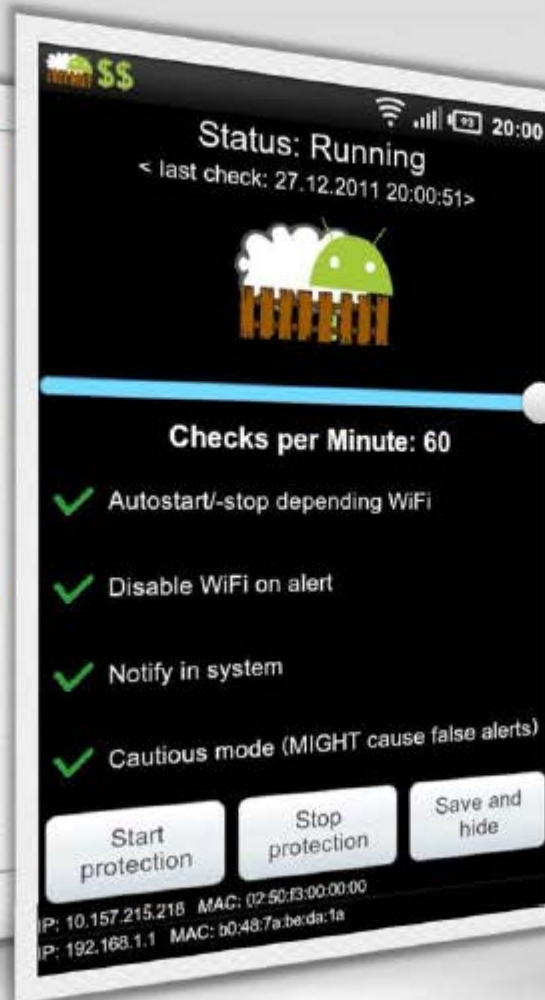 $$
93 20:00
Status: Running
< last check: 27.12.2011 20:00:51>
Checks per Minute: 60
Autostart/-stop depending WiFi
Disable WiFi on alert
Notify in system
Cautious mode (MIGHT cause false alerts)
Start
protection
Stop
protection
Save and
hide
IP: 10.157.215.218 MAC: 02:50:f3:00:00:00
IP: 192.168.1.1 MAC: b0:48:7a:be:da:1a